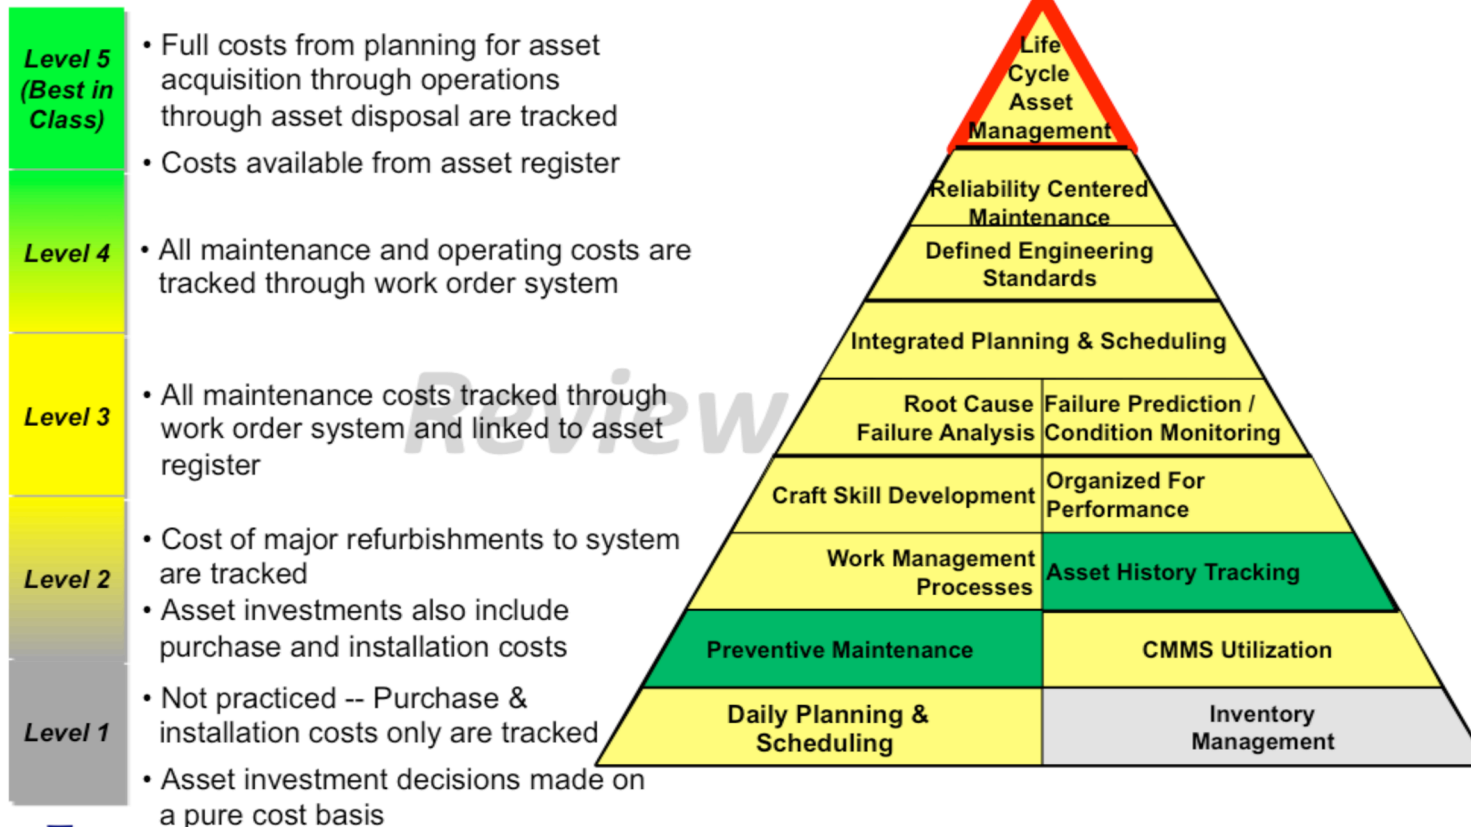 Level 5
(Best in
Class)
• Full costs from planning for asset
acquisition through operations
through asset disposal are tracked
• Costs available from asset register
Level 4
• All maintenance and operating costs are
tracked through work order system
Level 3
• All maintenance costs tracked through
work order system and linked to asset
register
Level 2
• Cost of major refurbishments to system
are tracked
• Asset investments also include
purchase and installation costs
Level 1
• Not practiced -- Purchase &
installation costs only are tracked
• Asset investment decisions made on
a pure cost basis
Review
Life
Cycle
Asset
Management
Reliability Centered
Maintenance
Defined Engineering
Standards
Integrated Planning & Scheduling
Root Cause
Failure Analysis
Failure Prediction /
Condition Monitoring
Craft Skill Development
Organized For
Performance
Work Management
Processes
Asset History Tracking
Preventive Maintenance
CMMS Utilization
Daily Planning &
Scheduling
Inventory
Management